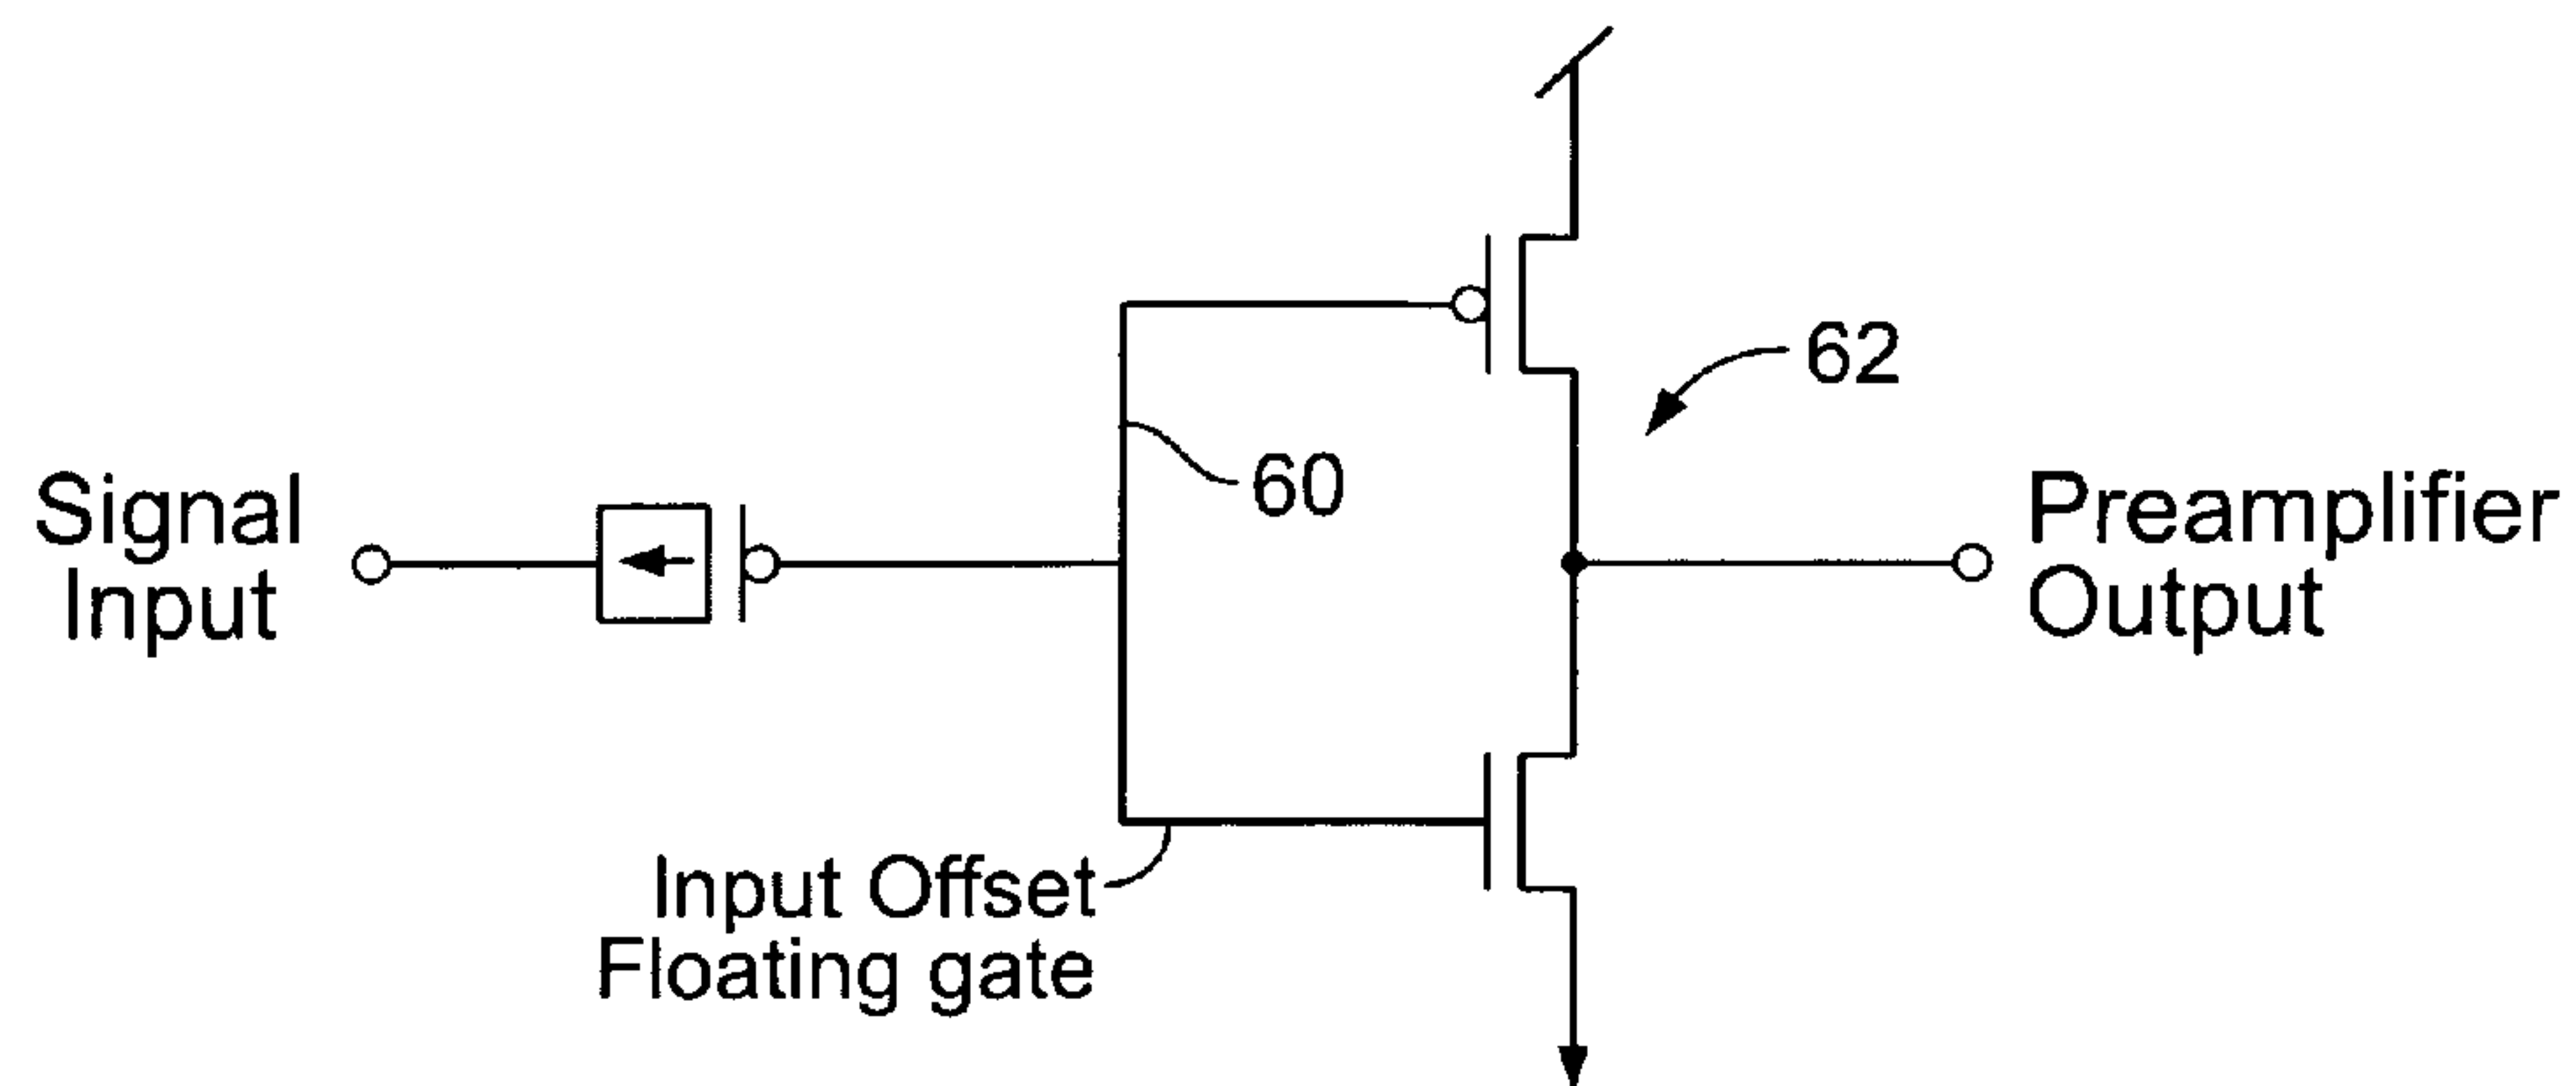 62
60
Signal
Input
Preamplifier
Output
Input Offset
Floating gate